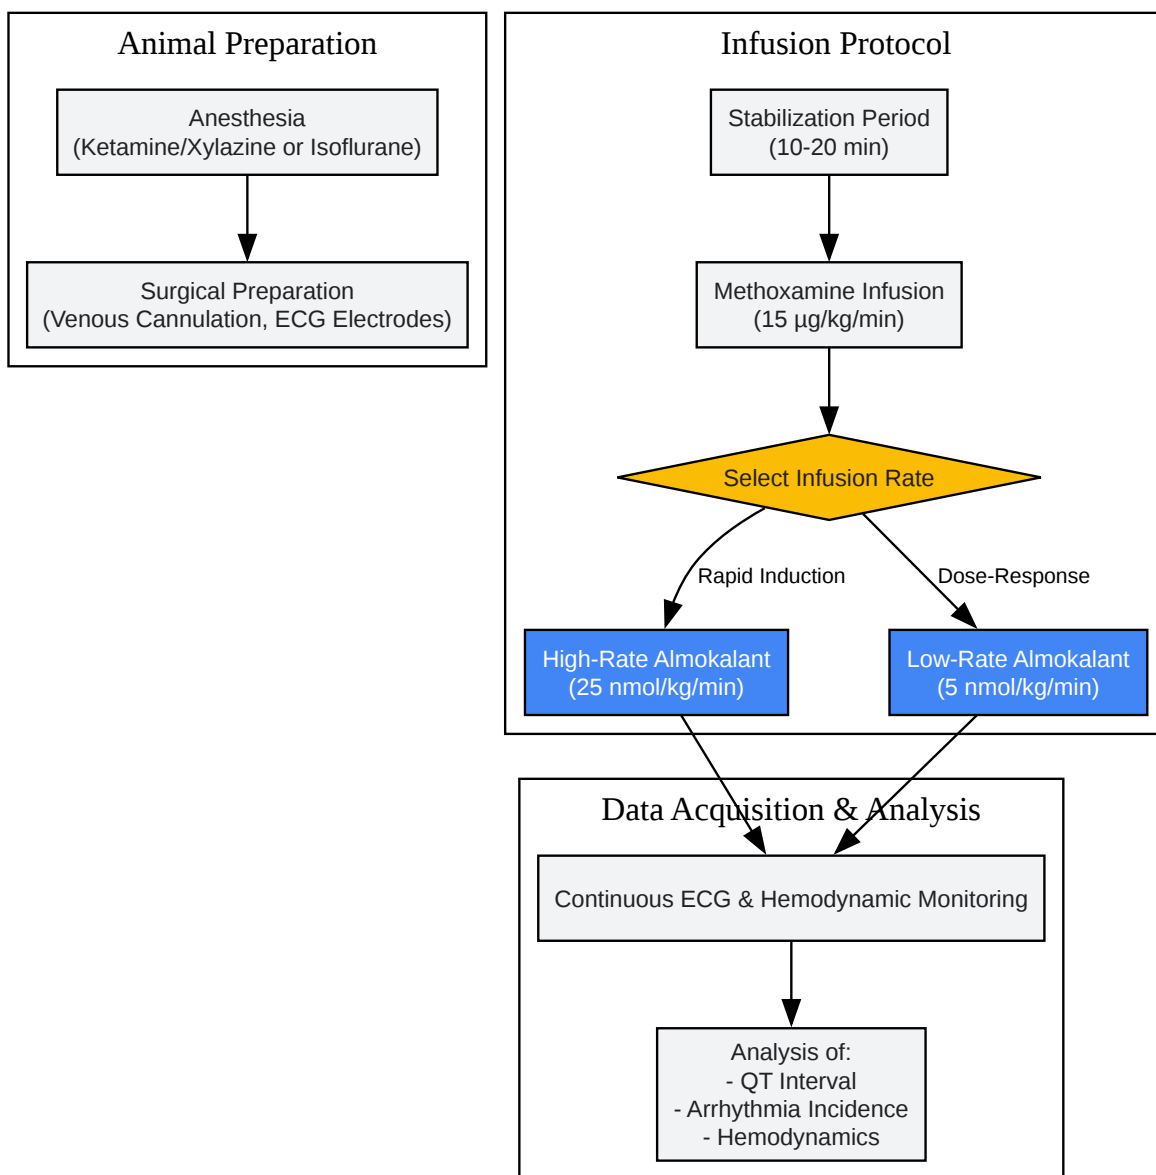 Animal Preparation
Anesthesia
(Ketamine/Xylazine or Isoflurane)
Surgical Preparation
(Venous Cannulation, ECG Electrodes)
Infusion Protocol
Stabilization Period
(10-20 min)
Methoxamine Infusion
(15 µg/kg/min)
Select Infusion Rate
Rapid Induction
Dose-Response
High-Rate Almokalant
(25 nmol/kg/min)
Low-Rate Almokalant
(5 nmol/kg/min)
Data Acquisition & Analysis
Continuous ECG & Hemodynamic Monitoring
Analysis of:
- QT Interval
- Arrhythmia Incidence
- Hemodynamics